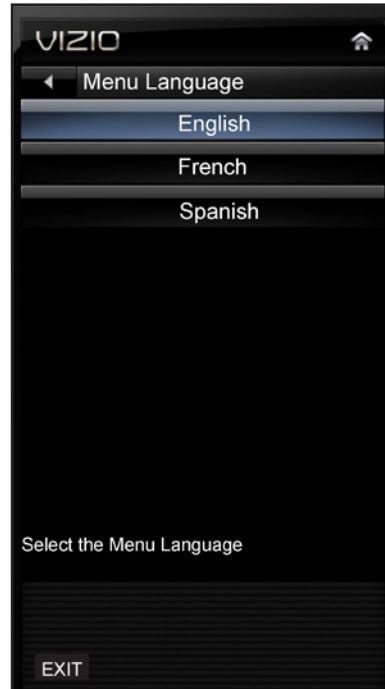 VIZIO
Menu Language
English
French
Spanish
Select the Menu Language
EXIT